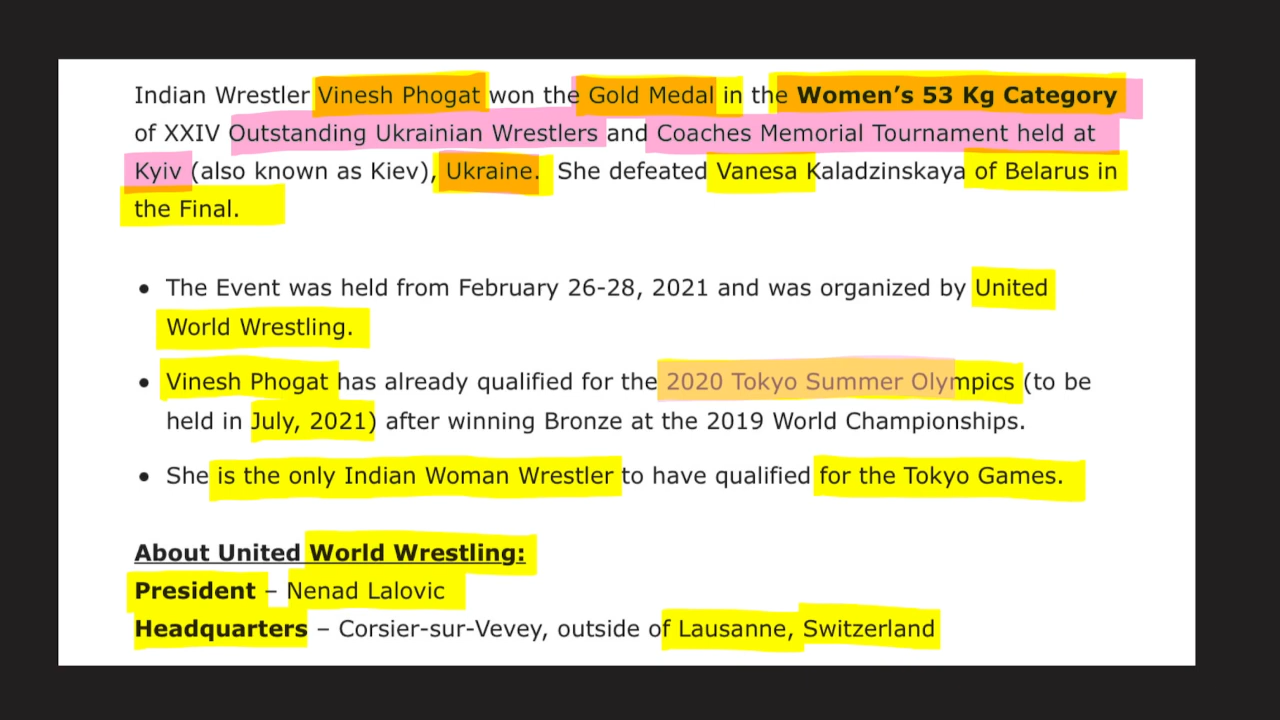 Indian Wrestler Vinesh Phogat won the Gold Medal in the Women’s 53 Kg Category
of XXIV Outstanding Ukrainian Wrestlers and Coaches Memorial Tournament held at
Kyiv (also known as Kiev), Ukraine. She defeated Vanesa Kaladzinskaya of Belarus in
the Final.
• The Event was held from February 26-28, 2021 and was organized by United
World Wrestling.
• Vinesh Phogat has already qualified for the 2020 Tokyo Summer Olympics (to be
held in July, 2021) after winning Bronze at the 2019 World Championships.
• She is the only Indian Woman Wrestler to have qualified for the Tokyo Games.
About United World Wrestling:
President – Nenad Lalovic
Headquarters – Corsier-sur-Vevey, outside of Lausanne, Switzerland